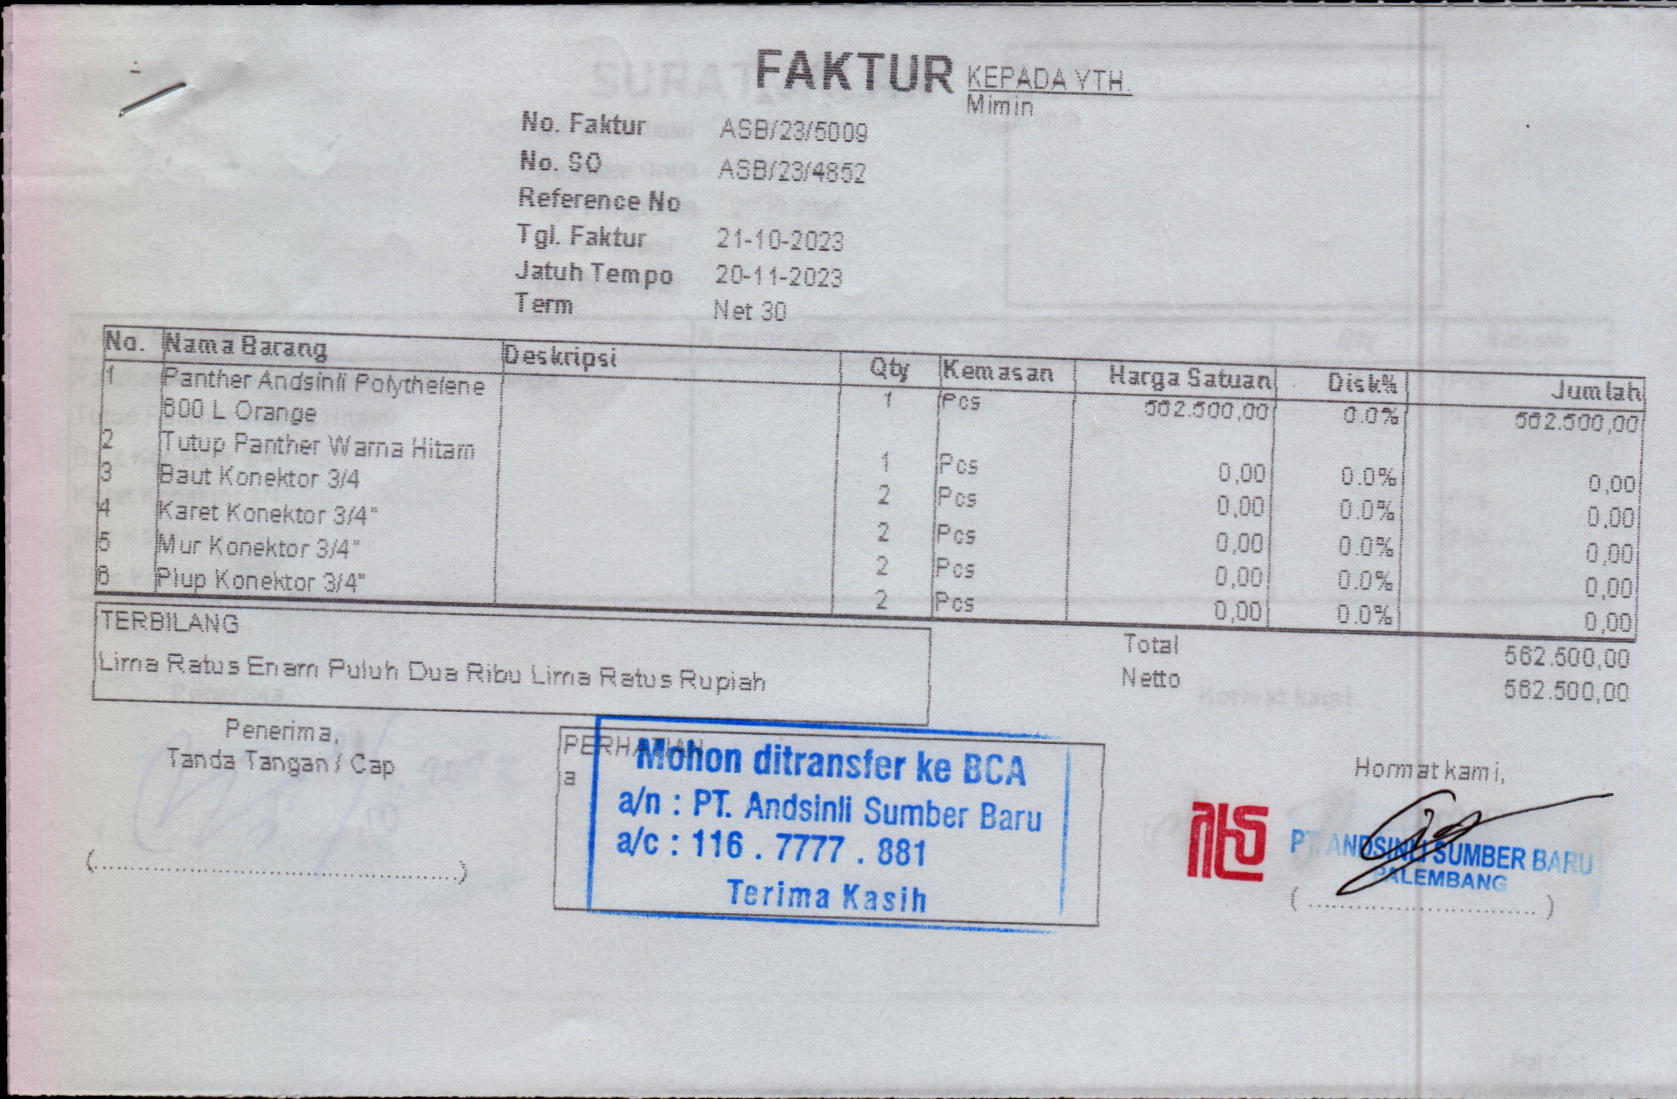 FAKTUR
KEPADA YTH.
Mimin
No. Faktur ASB/23/5009
No. SO ASB/23/4852
Reference No
Tgl. Faktur 21-10-2023
Jatuh Tempo 20-11-2023
Term Net 30
No. Nama Barang Deskripsi Qty Kemasan Harga Satuan Disk% Jumlah
1 Panther Andsinli Polythelene 1 Pcs 562.500,00 0.0% 562.500,00
600 L Orange
2 Tutup Panther Warna Hitam 1 Pcs 0,00 0.0% 0,00
3 Baut Konektor 3/4 2 Pcs 0,00 0.0% 0,00
4 Karet Konektor 3/4" 2 Pcs 0,00 0.0% 0,00
5 Mur Konektor 3/4" 2 Pcs 0,00 0.0% 0,00
6 Plup Konektor 3/4" 2 Pcs 0,00 0.0% 0,00
TERBILANG
Lima Ratus Enam Puluh Dua Ribu Lima Ratus Rupiah
Total 562.500,00
Netto 562.500,00
Penerima,
Tanda Tangan / Cap
(........................................)
PERHATIAN
a
Mohon ditransfer ke BCA
a/n : PT. Andsinli Sumber Baru
a/c : 116 . 7777 . 881
Terima Kasih
Hormat kami,
PT ANDSINLI SUMBER BARU
PALEMBANG
(............................)